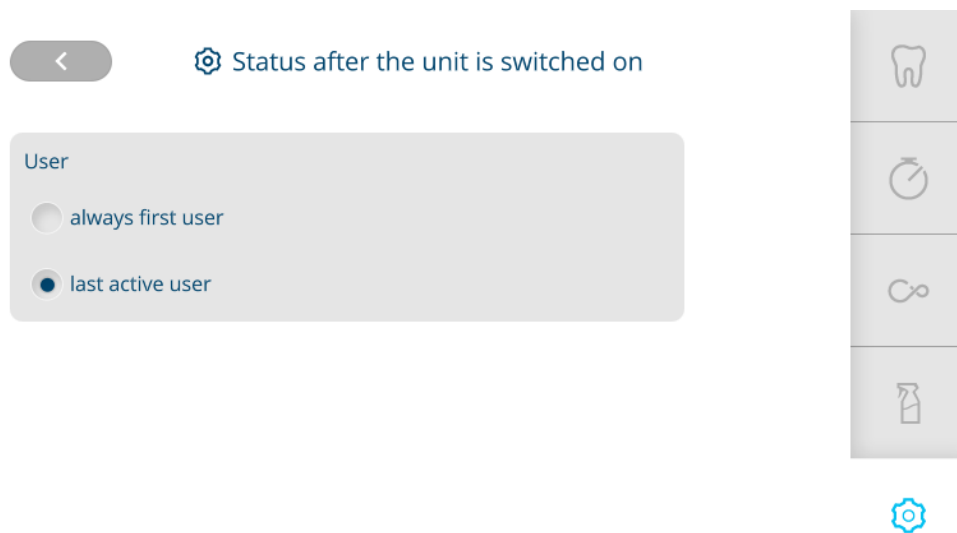 Status after the unit is switched on
User
always first user
last active user